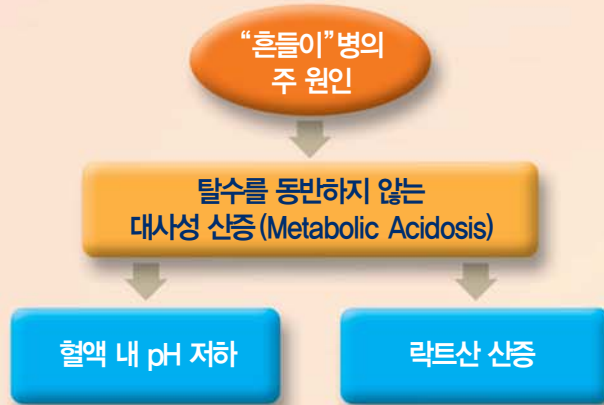 “흔들이”병의
주 원인
탈수를 동반하지 않는
대사성 산증(Metabolic Acidosis)
혈액 내 pH 저하
락트산 산증